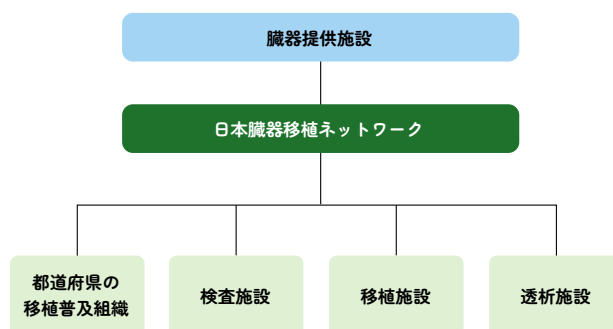 臓器提供施設
日本臓器移植ネットワーク
都道府県の
移植普及組織
検査施設
移植施設
透析施設